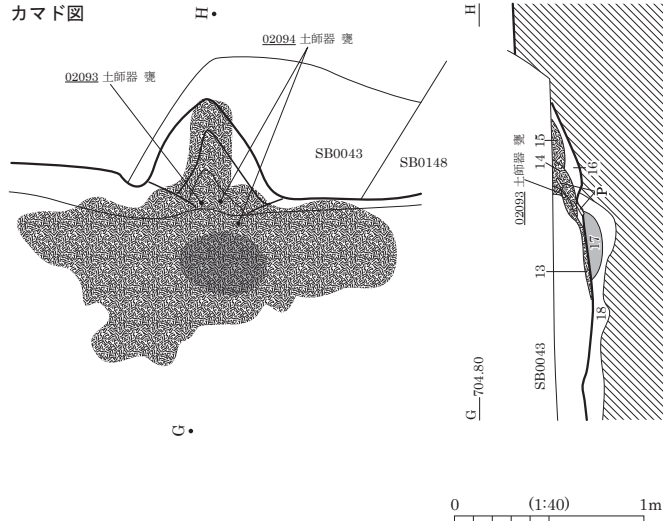 カマド図
H
02094 土師器 甕
02093 土師器 甕
SB0043
SB0148
G
H
15
14
16
P
02093 土師器 甕
17
13
18
SB0043
G
704.80
0 (1:40) 1m